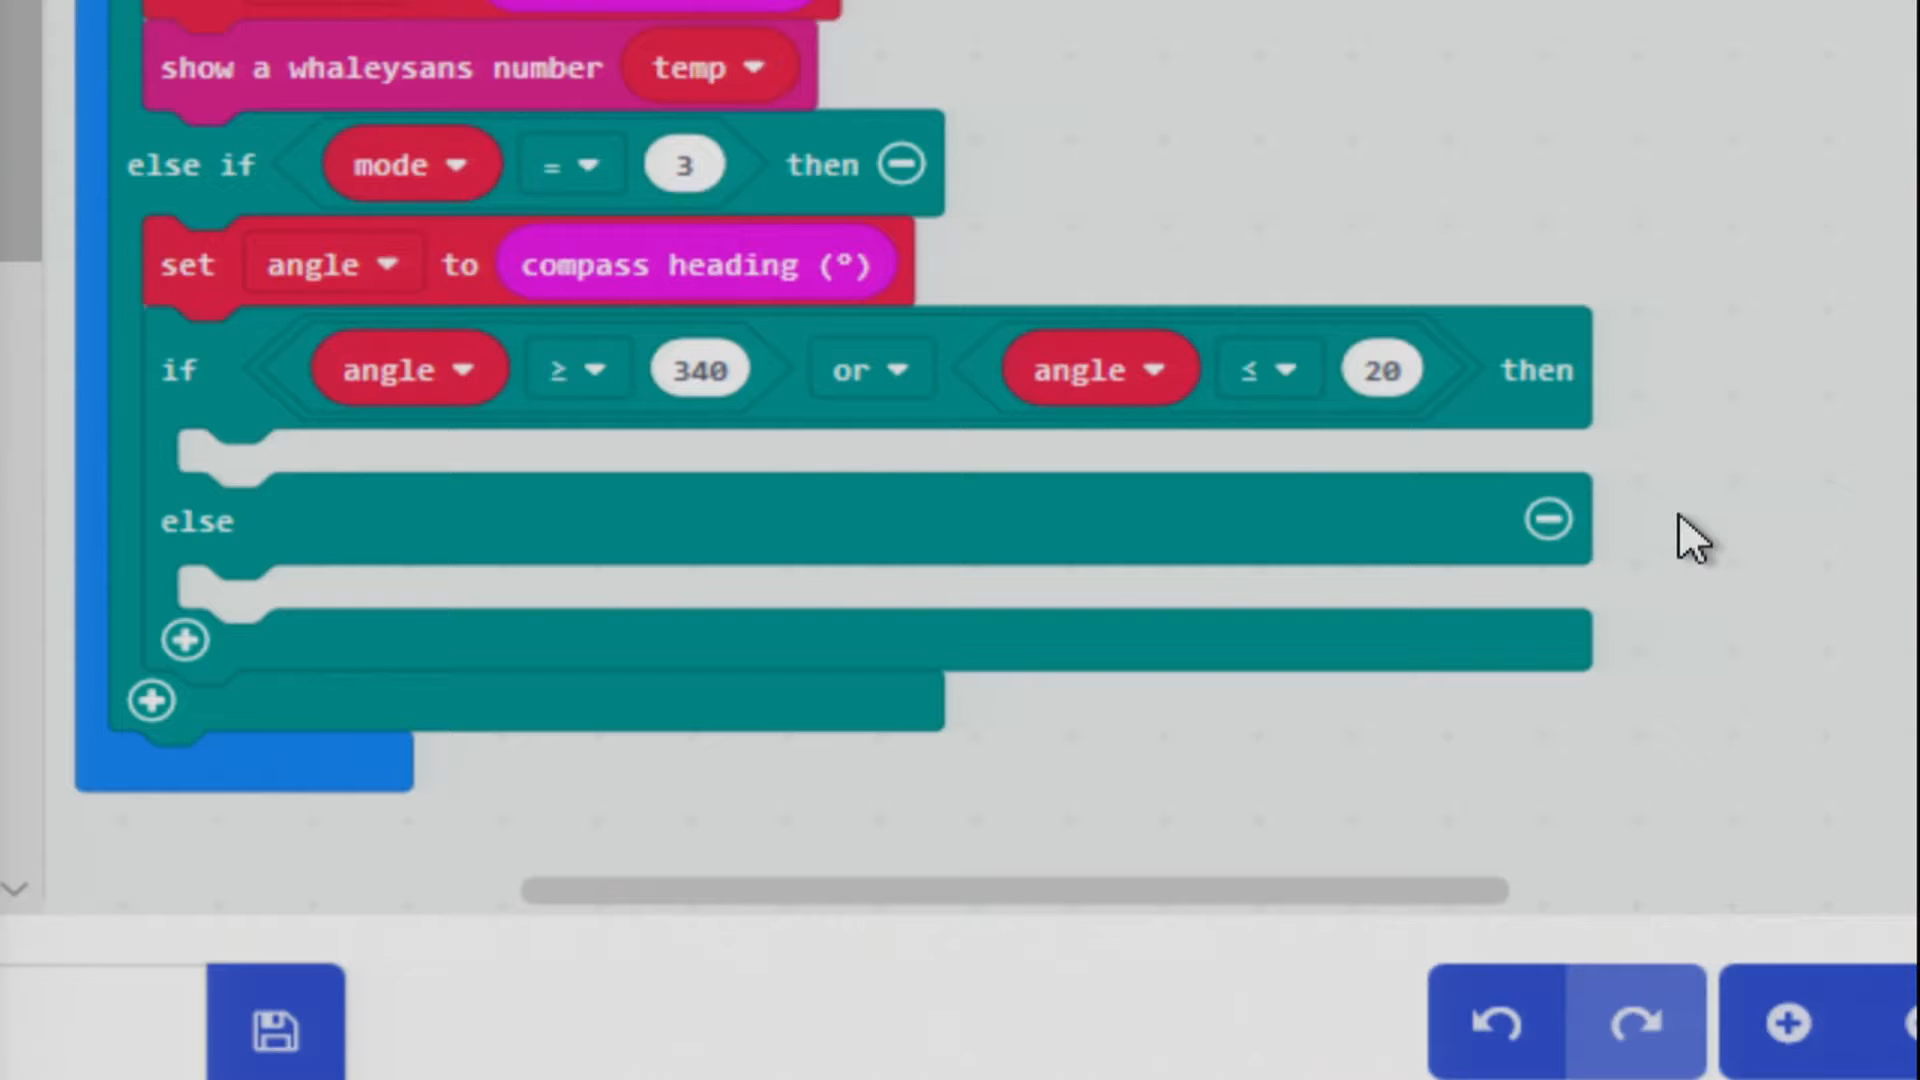 show a whaleysans number temp
else if mode = 3 then
set angle to compass heading (°)
if angle ≥ 340 or angle ≤ 20 then
else